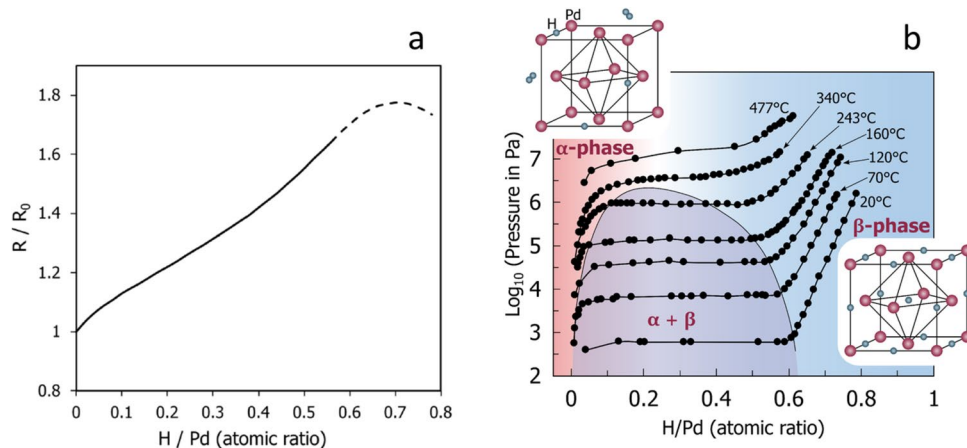 a
1.8
1.6
1.4
1.2
1
0.8
R / R0
0
0.1
0.2
0.3
0.4
0.5
0.6
0.7
0.8
H / Pd (atomic ratio)
b
H
Pd
α-phase
477°C
340°C
243°C
160°C
120°C
70°C
20°C
β-phase
α + β
7
6
5
4
3
2
Log10 (Pressure in Pa)
0
0.2
0.4
0.6
0.8
1
H/Pd (atomic ratio)